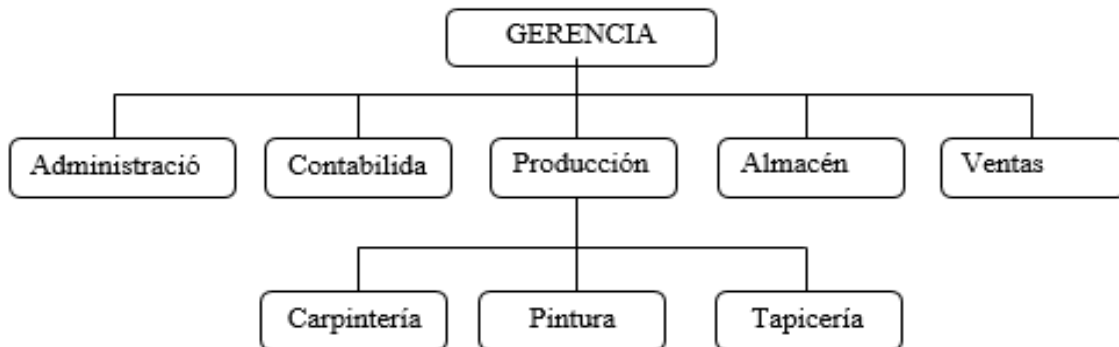 GERENCIA
Administració
Contabilida
Producción
Almacén
Ventas
Carpintería
Pintura
Tapicería